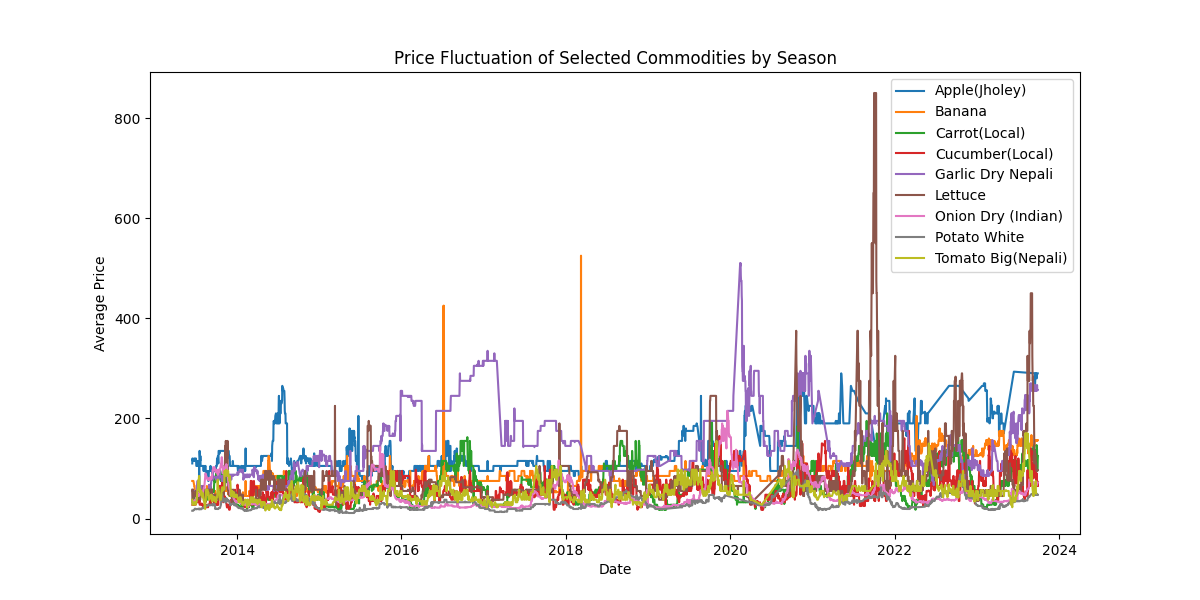 Price Fluctuation of Selected Commodities by Season
Average Price
800
600
400
200
0
2014
2016
2018
2020
2022
2024
Date
Apple(Jholey)
Banana
Carrot(Local)
Cucumber(Local)
Garlic Dry Nepali
Lettuce
Onion Dry (Indian)
Potato White
Tomato Big(Nepali)